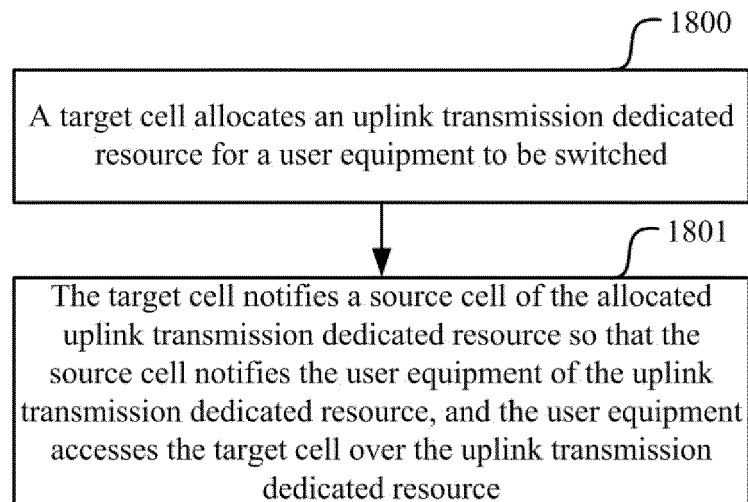 1800
A target cell allocates an uplink transmission dedicated
resource for a user equipment to be switched
1801
The target cell notifies a source cell of the allocated
uplink transmission dedicated resource so that the
source cell notifies the user equipment of the uplink
transmission dedicated resource, and the user equipment
accesses the target cell over the uplink transmission
dedicated resource